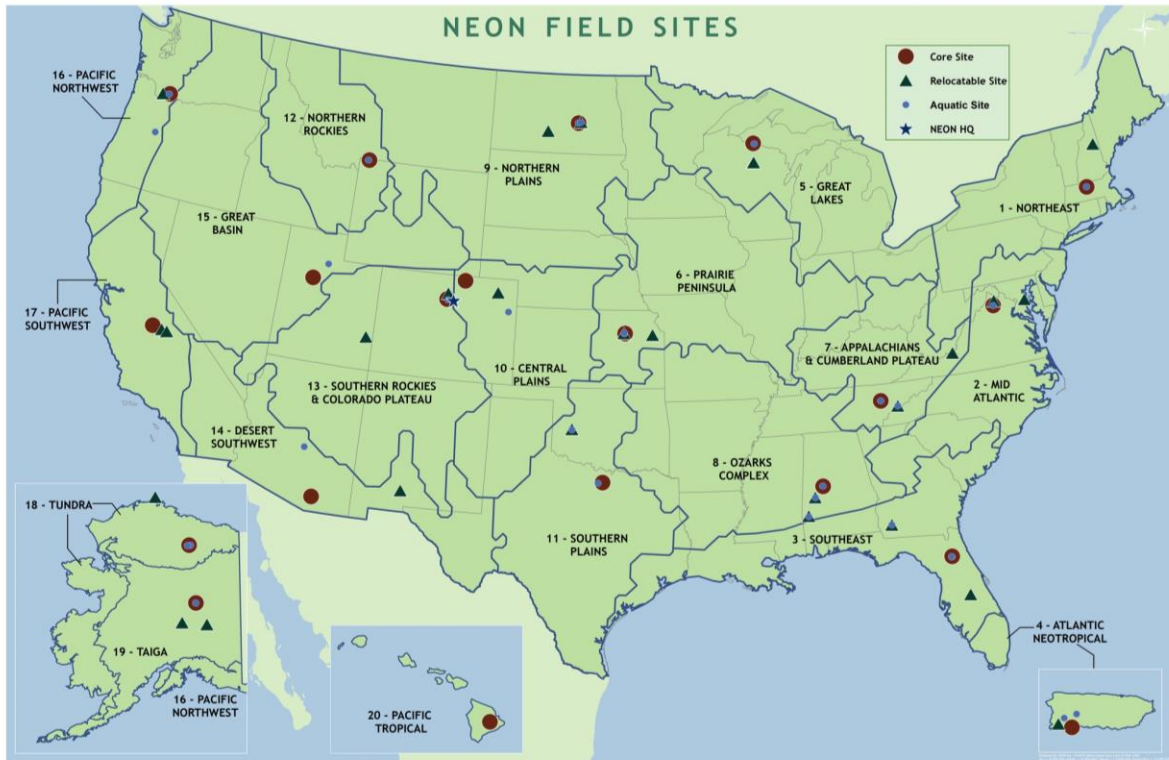 NEON FIELD SITES
Core Site
Relocatable Site
Aquatic Site
NEON HQ
16 - PACIFIC
NORTHWEST
12 - NORTHERN
ROCKIES
9 - NORTHERN
PLAINS
5 - GREAT
LAKES
1 - NORTHEAST
15 - GREAT
BASIN
6 - PRAIRIE
PENINSULA
17 - PACIFIC
SOUTHWEST
7 - APPALACHIANS
& CUMBERLAND PLATEAU
10 - CENTRAL
PLAINS
13 - SOUTHERN ROCKIES
& COLORADO PLATEAU
2 - MID
ATLANTIC
14 - DESERT
SOUTHWEST
8 - OZARKS
COMPLEX
18 - TUNDRA
11 - SOUTHERN
PLAINS
3 - SOUTHEAST
4 - ATLANTIC
NEOTROPICAL
19 - TAIGA
16 - PACIFIC
NORTHWEST
20 - PACIFIC
TROPICAL